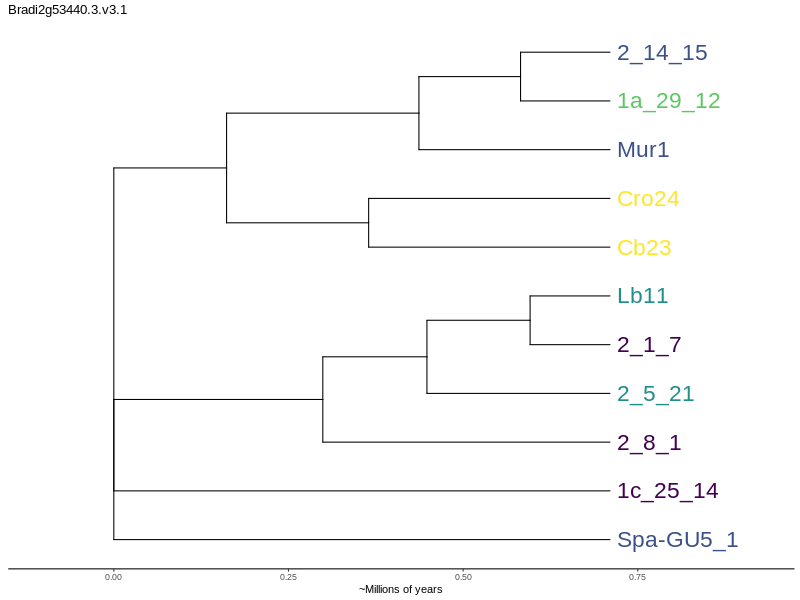 Bradi2g53440.3.v3.1
2_14_15
1a_29_12
Mur1
Cro24
Cb23
Lb11
2_1_7
2_5_21
2_8_1
1c_25_14
Spa-GU5_1
0.00 0.25 0.50 0.75
~Millions of years